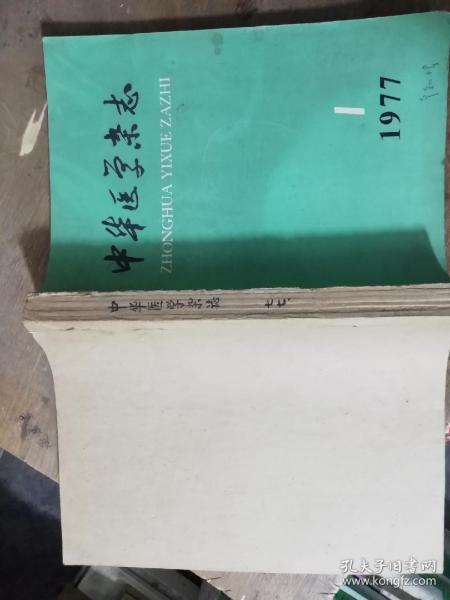 中华医学杂志
ZHONGHUA YIXUE ZAZHI
1
1977
中华医学杂志 七七.
孔夫子旧书网
www.kongfz.com